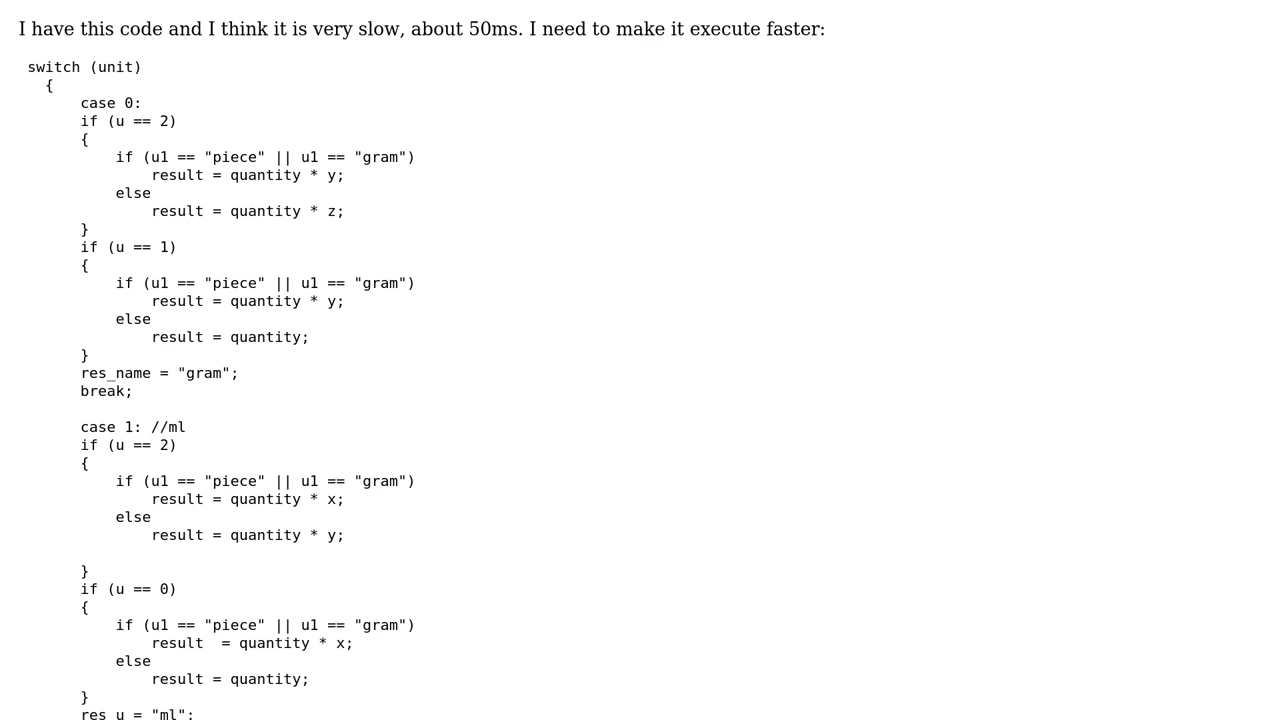 I have this code and I think it is very slow, about 50ms. I need to make it execute faster:
switch (unit)
{
case 0:
if (u == 2)
{
if (u1 == "piece" || u1 == "gram")
result = quantity * y;
else
result = quantity * z;
}
if (u == 1)
{
if (u1 == "piece" || u1 == "gram")
result = quantity * y;
else
result = quantity;
}
res_name = "gram";
break;
case 1: //ml
if (u == 2)
{
if (u1 == "piece" || u1 == "gram")
result = quantity * x;
else
result = quantity * y;
}
if (u == 0)
{
if (u1 == "piece" || u1 == "gram")
result  = quantity * x;
else
result = quantity;
}
res_u = "ml";